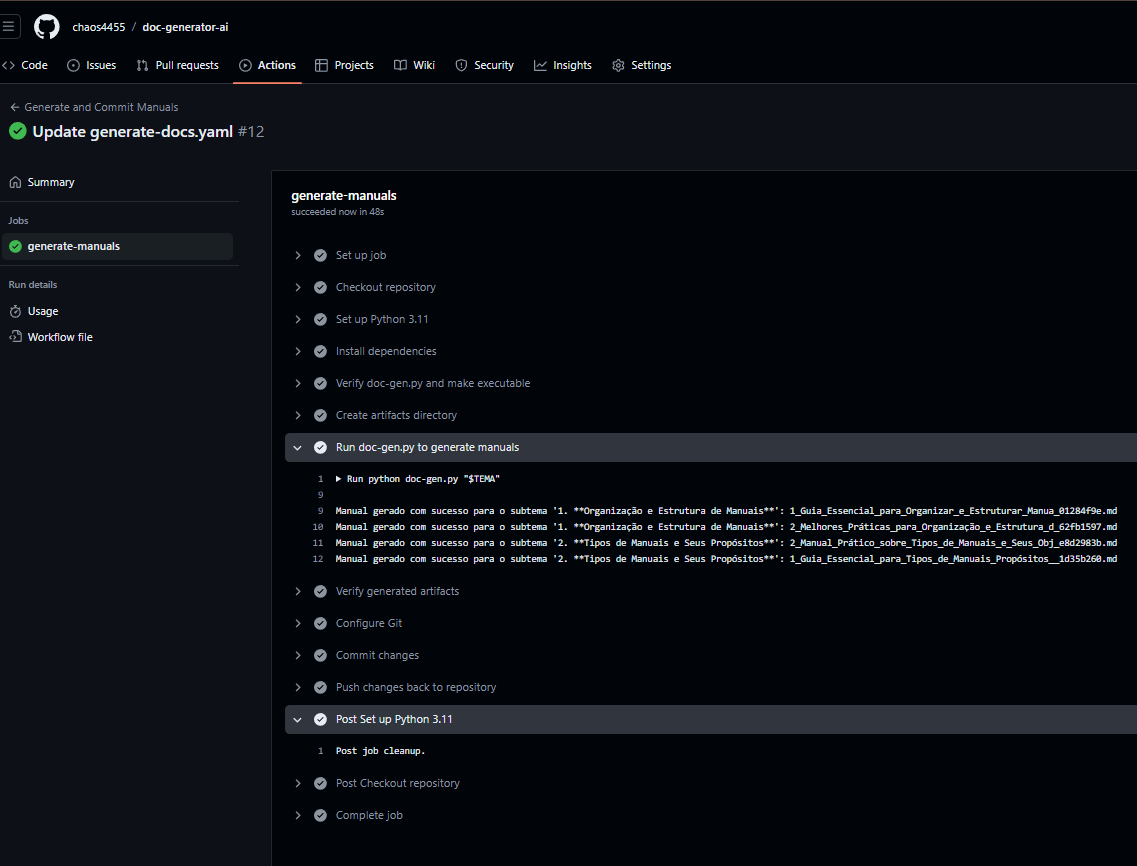 chaos4455 / doc-generator-ai
Code Issues Pull requests Actions Projects Wiki Security Insights Settings
Generate and Commit Manuals
Update generate-docs.yaml #12
Summary
Jobs
generate-manuals
Run details
Usage
Workflow file
generate-manuals
succeeded now in 48s
Set up job
Checkout repository
Set up Python 3.11
Install dependencies
Verify doc-gen.py and make executable
Create artifacts directory
Run doc-gen.py to generate manuals
1 Run python doc-gen.py "$TEMA"
9
9 Manual gerado com sucesso para o subtema '1. **Organização e Estrutura de Manuais**': 1_Guia_Essencial_para_Organizar_e_Estruturar_Manua_01284f9e.md
10 Manual gerado com sucesso para o subtema '1. **Organização e Estrutura de Manuais**': 2_Melhores_Práticas_para_Organização_e_Estrutura_d_62fb1597.md
11 Manual gerado com sucesso para o subtema '2. **Tipos de Manuais e Seus Propósitos**': 2_Manual_Prático_sobre_Tipos_de_Manuais_e_Seus_Obj_e8d2983b.md
12 Manual gerado com sucesso para o subtema '2. **Tipos de Manuais e Seus Propósitos**': 1_Guia_Essencial_para_Tipos_de_Manuais_Propósitos__1d35b260.md
Verify generated artifacts
Configure Git
Commit changes
Push changes back to repository
Post Set up Python 3.11
1 Post job cleanup.
Post Checkout repository
Complete job